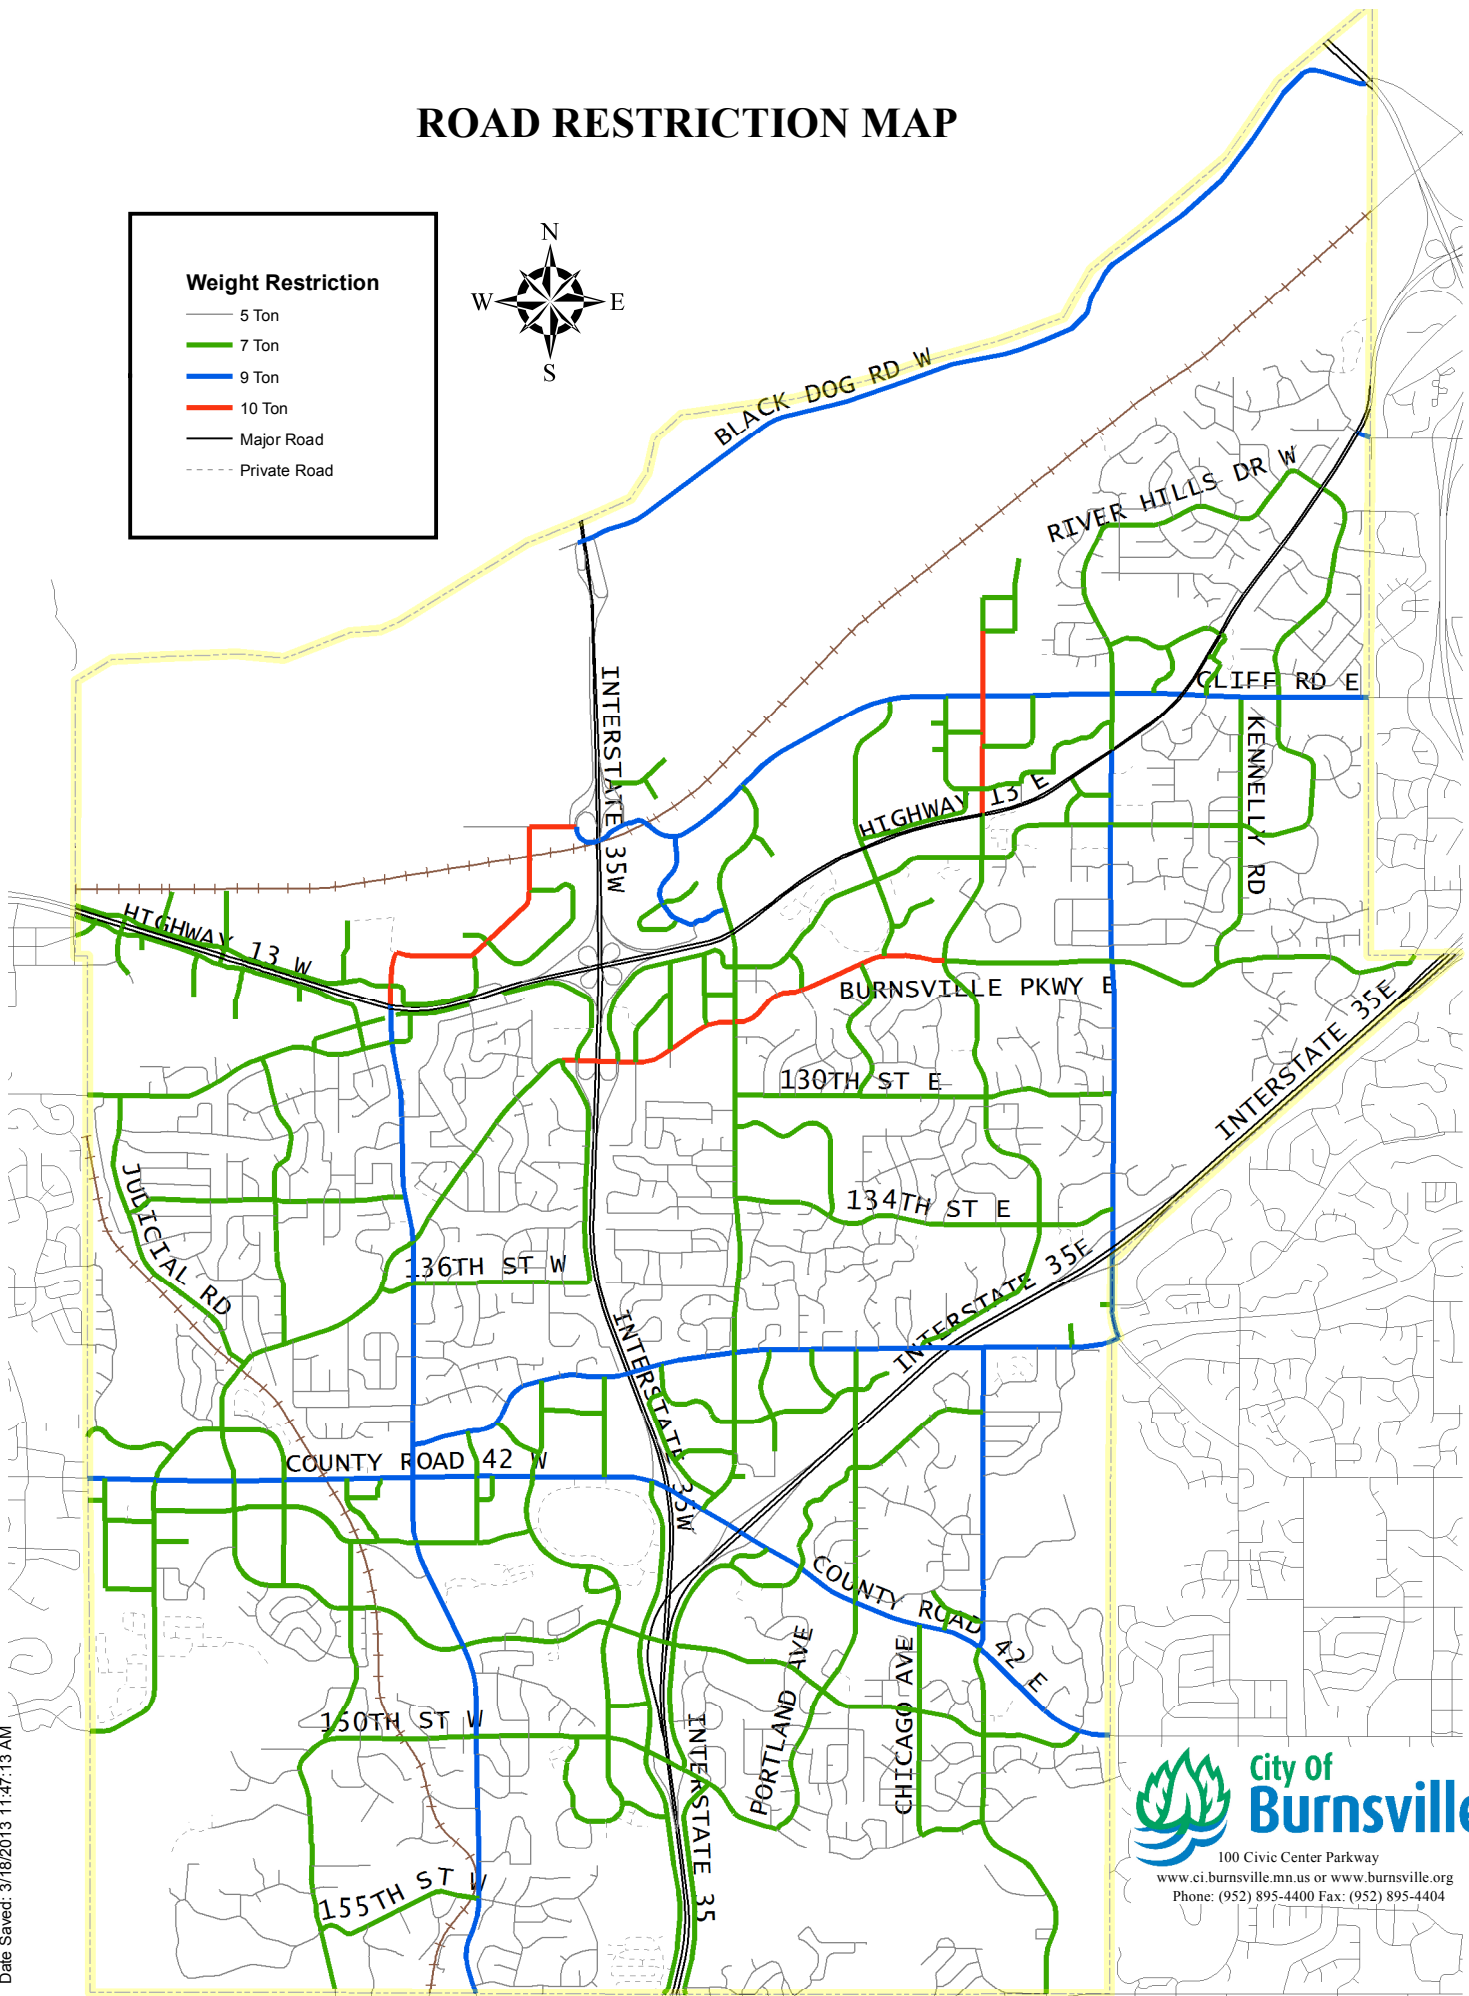 ROAD RESTRICTION MAP
Weight Restriction
5 Ton
7 Ton
9 Ton
10 Ton
Major Road
Private Road
N
W
E
S
BLACK DOG RD W
RIVER HILLS DR W
CLIFF RD E
INTERSTATE 35W
KENNELLY RD
HIGHWAY 13 E
HIGHWAY 13 W
BURNSVILLE PKWY E
INTERSTATE 35E
130TH ST E
JUDICIAL RD
134TH ST E
136TH ST W
INTERSTATE 35E
INTERSTATE 35W
COUNTY ROAD 42 W
COUNTY ROAD 42 E
PORTLAND AVE
CHICAGO AVE
150TH ST W
INTERSTATE 35
155TH ST W
City Of
Burnsville
100 Civic Center Parkway
www.ci.burnsville.mn.us or www.burnsville.org
Phone: (952) 895-4400 Fax: (952) 895-4404
Date Saved: 3/18/2013 11:47:13 AM